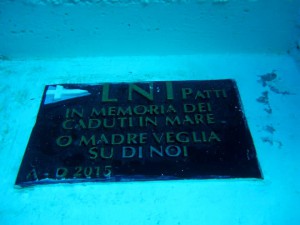 LNI PATTI
IN MEMORIA DEI
CADUTI IN MARE
O MADRE VEGLIA
SU DI NOI
A-D 2015